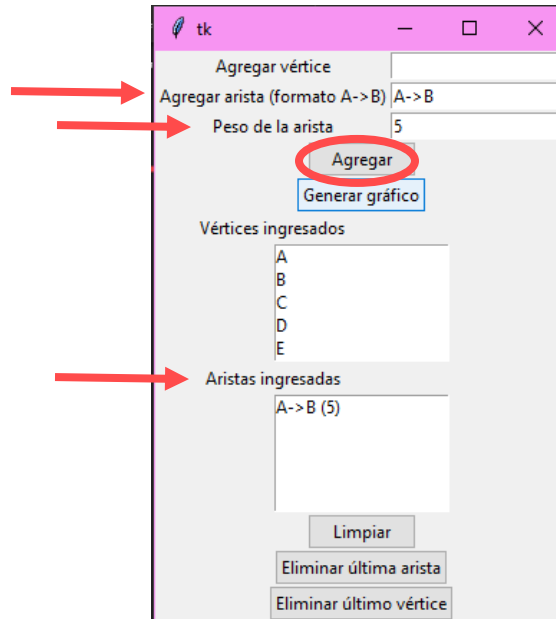 tk
Agregar vértice
Agregar arista (formato A->B) A->B
Peso de la arista 5
Agregar
Generar gráfico
Vértices ingresados
A
B
C
D
E
Aristas ingresadas
A->B (5)
Limpiar
Eliminar última arista
Eliminar último vértice